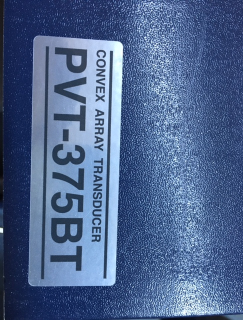 CONVEX ARRAY TRANSDUCER
PVT-375BT